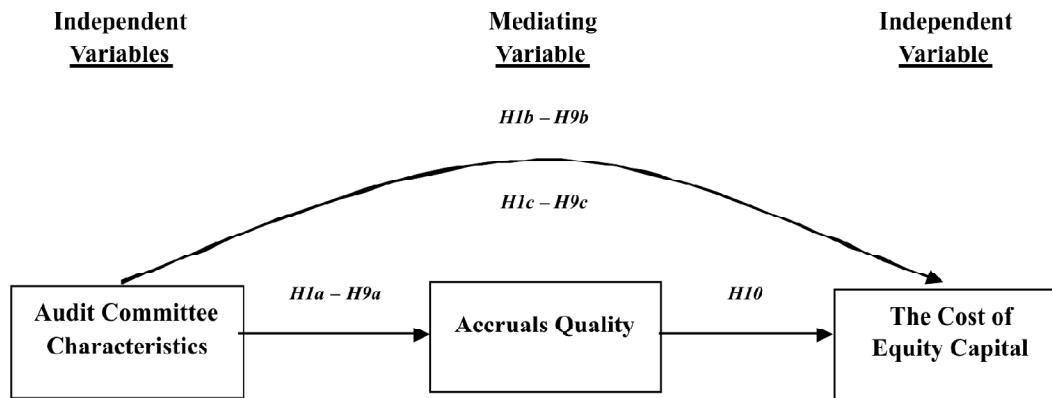 Independent
Variables
Mediating
Variable
Independent
Variable
H1b – H9b
H1c – H9c
H1a – H9a
H10
Audit Committee
Characteristics
Accruals Quality
The Cost of
Equity Capital